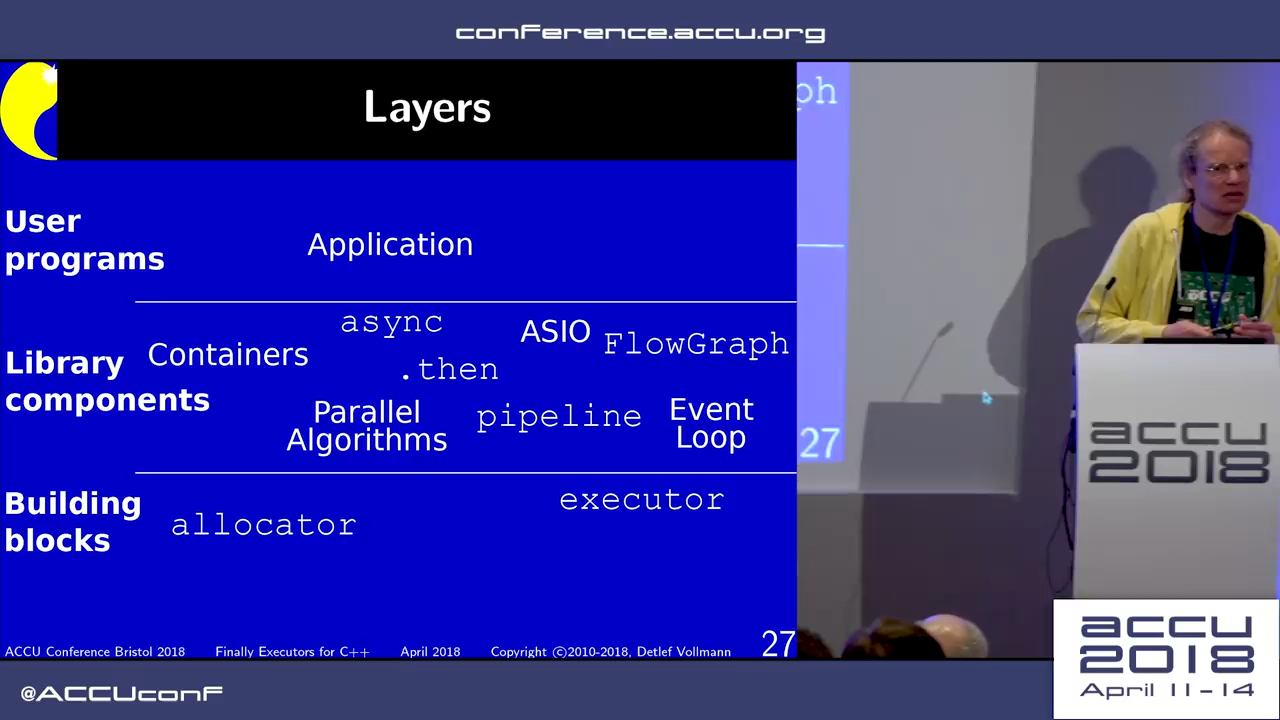 conference.accu.org
Layers
User
programs
Application
Library
components
Containers
async
.then
ASIO
FlowGraph
Parallel
Algorithms
pipeline
Event
Loop
Building
blocks
allocator
executor
ACCU Conference Bristol 2018 Finally Executors for C++ April 2018 Copyright ©2010-2018, Detlef Vollmann 27
ph
27
accu
2018
accu
2018
April 11-14
@ACCUconf